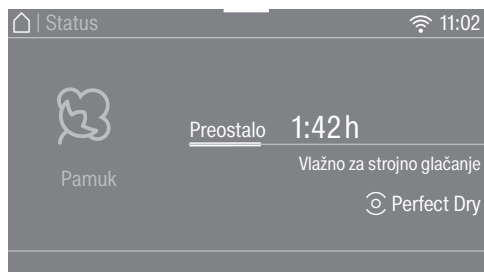 | Status
11:02
Preostalo 1:42 h
Vlažno za strojno glačanje
Pamuk
Perfect Dry